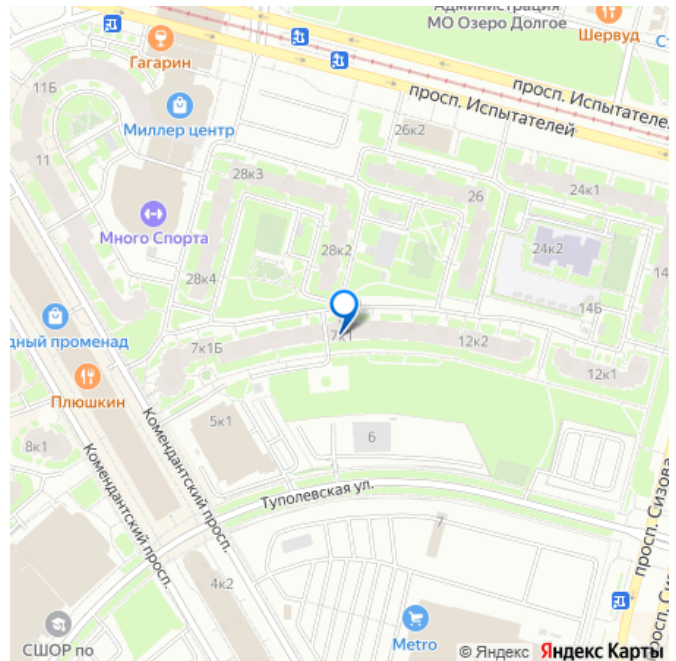 Администрация
МО Озеро Долгое
Шервуд
Гагарин
11Б
просп. Испытателей
просп. Испытателей
Миллер центр
26к2
11
28к3
26
24к1
Много Спорта
28к2
24к2
28к4
14Б
дный променад
7к1Б
7к1
12к2
12к1
Плюшкин
5к1
6
8к1
Комендантский просп.
Комендантский просп.
Туполевская ул.
7
просп. Сизова
4к2
СШОР по
Metro
© Яндекс Яндекс Карты